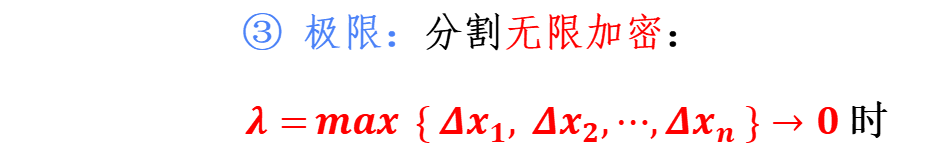 ③ 极限：分割无限加密：
λ = max { Δx₁, Δx₂, ⋯, Δxₙ } → 0 时